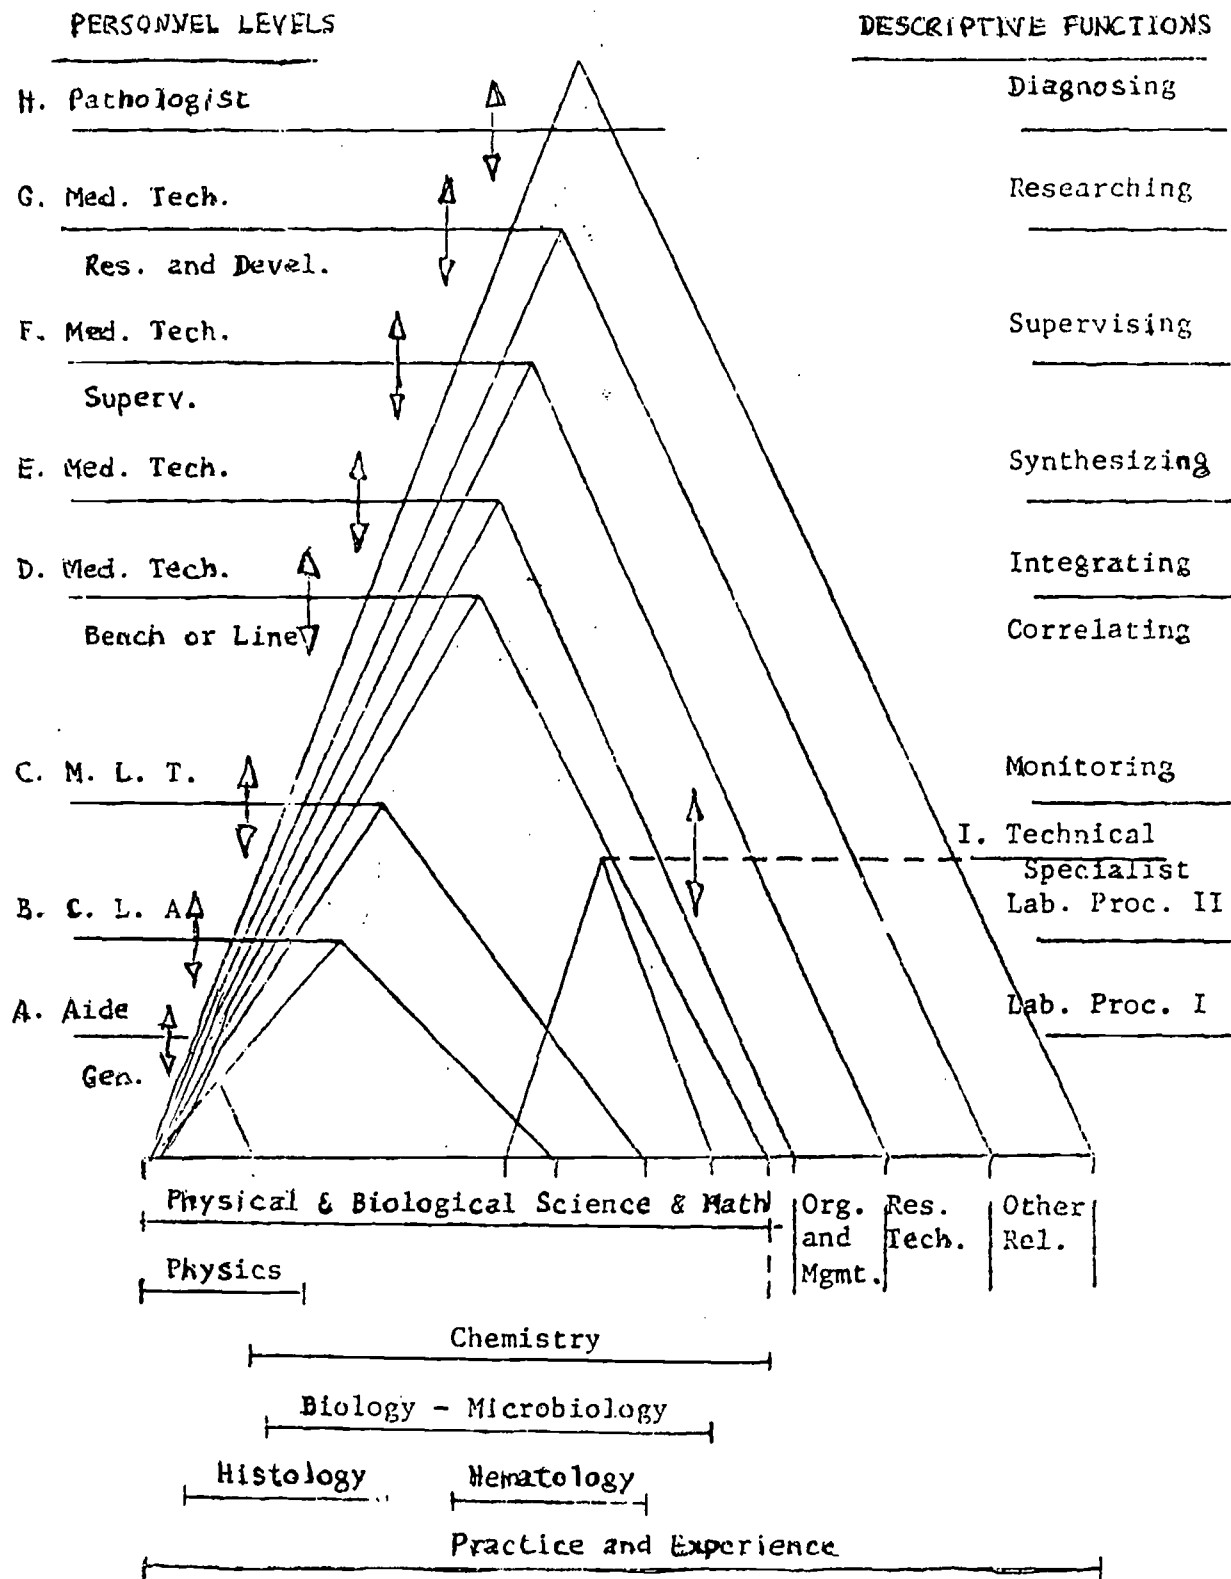 PERSONNEL LEVELS
DESCRIPTIVE FUNCTIONS
H. Pathologist
Diagnosing
G. Med. Tech.
Researching
Res. and Devel.
F. Med. Tech.
Supervising
Superv.
E. Med. Tech.
Synthesizing
D. Med. Tech.
Integrating
Bench or Line
Correlating
C. M. L. T.
Monitoring
I. Technical
Specialist
B. C. L. A
Lab. Proc. II
A. Aide
Lab. Proc. I
Gen.
Physical & Biological Science & Math
Org.
and
Mgmt.
Res.
Tech.
Other
Rel.
Physics
Chemistry
Biology - Microbiology
Histology
Hematology
Practice and Experience